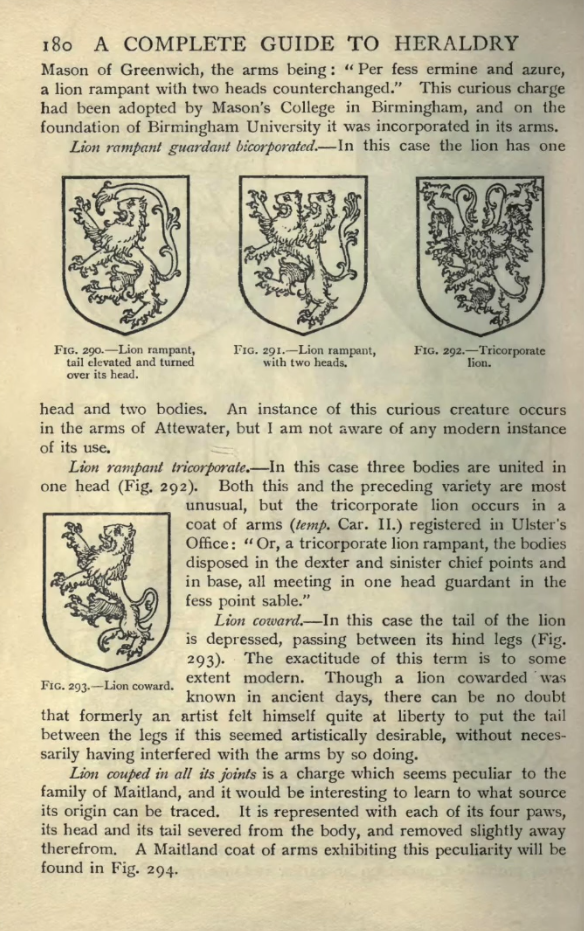 180 A COMPLETE GUIDE TO HERALDRY
Mason of Greenwich, the arms being: “Per fess ermine and azure,
a lion rampant with two heads counterchanged.” This curious charge
had been adopted by Mason's College in Birmingham, and on the
foundation of Birmingham University it was incorporated in its arms.
Lion rampant guardant bicorporated.—In this case the lion has one
FIG. 290.—Lion rampant,
tail elevated and turned
over its head.
FIG. 291.—Lion rampant,
with two heads.
FIG. 292.—Tricorporate
lion.
head and two bodies. An instance of this curious creature occurs
in the arms of Attewater, but I am not aware of any modern instance
of its use.
Lion rampant tricorporate.—In this case three bodies are united in
one head (Fig. 292). Both this and the preceding variety are most
unusual, but the tricorporate lion occurs in a
coat of arms (temp. Car. II.) registered in Ulster's
Office: “Or, a tricorporate lion rampant, the bodies
disposed in the dexter and sinister chief points and
in base, all meeting in one head guardant in the
fess point sable.”
Lion coward.—In this case the tail of the lion
is depressed, passing between its hind legs (Fig.
293). The exactitude of this term is to some
extent modern. Though a lion cowarded was
known in ancient days, there can be no doubt
FIG. 293.—Lion coward.
that formerly an artist felt himself quite at liberty to put the tail
between the legs if this seemed artistically desirable, without neces-
sarily having interfered with the arms by so doing.
Lion couped in all its joints is a charge which seems peculiar to the
family of Maitland, and it would be interesting to learn to what source
its origin can be traced. It is represented with each of its four paws,
its head and its tail severed from the body, and removed slightly away
therefrom. A Maitland coat of arms exhibiting this peculiarity will be
found in Fig. 294.